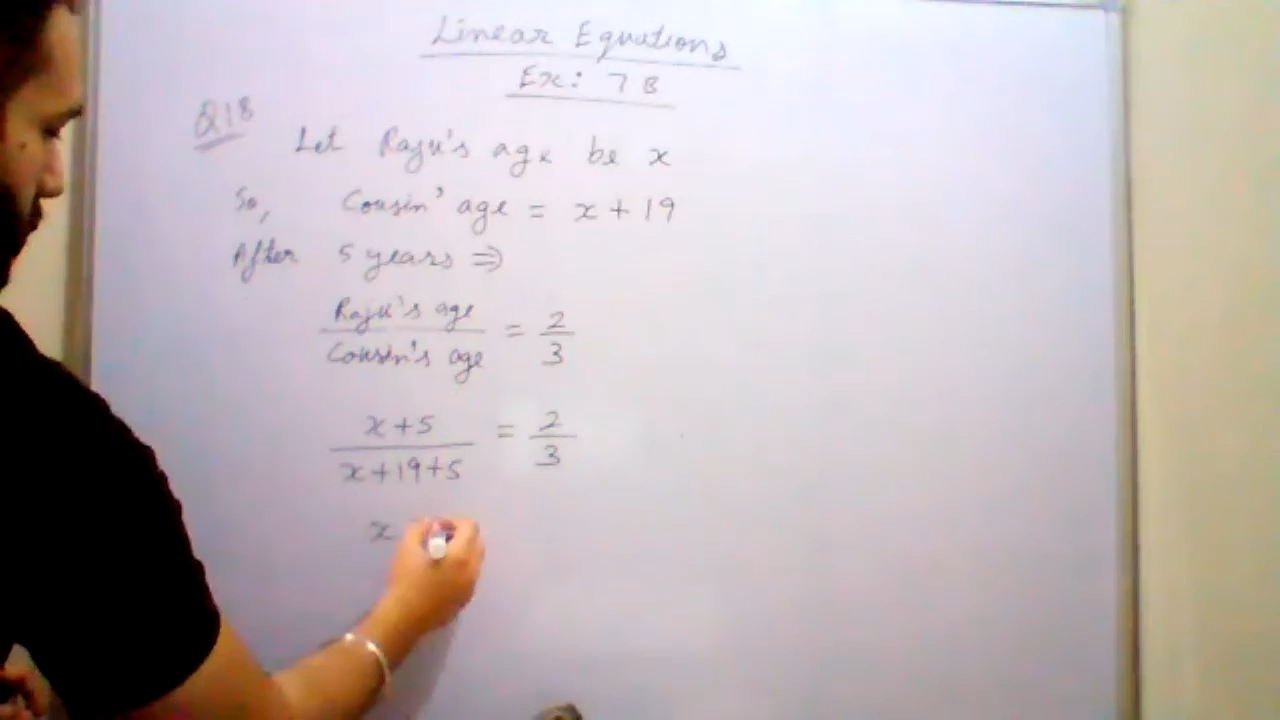 Linear Equations
Ex: 7B
Q18
Let Raju's age be x
So, Cousin' age = x + 19
After 5 years ⇒
Raju's age / Cousin's age = 2/3
x+5 / x+19+5 = 2/3
x